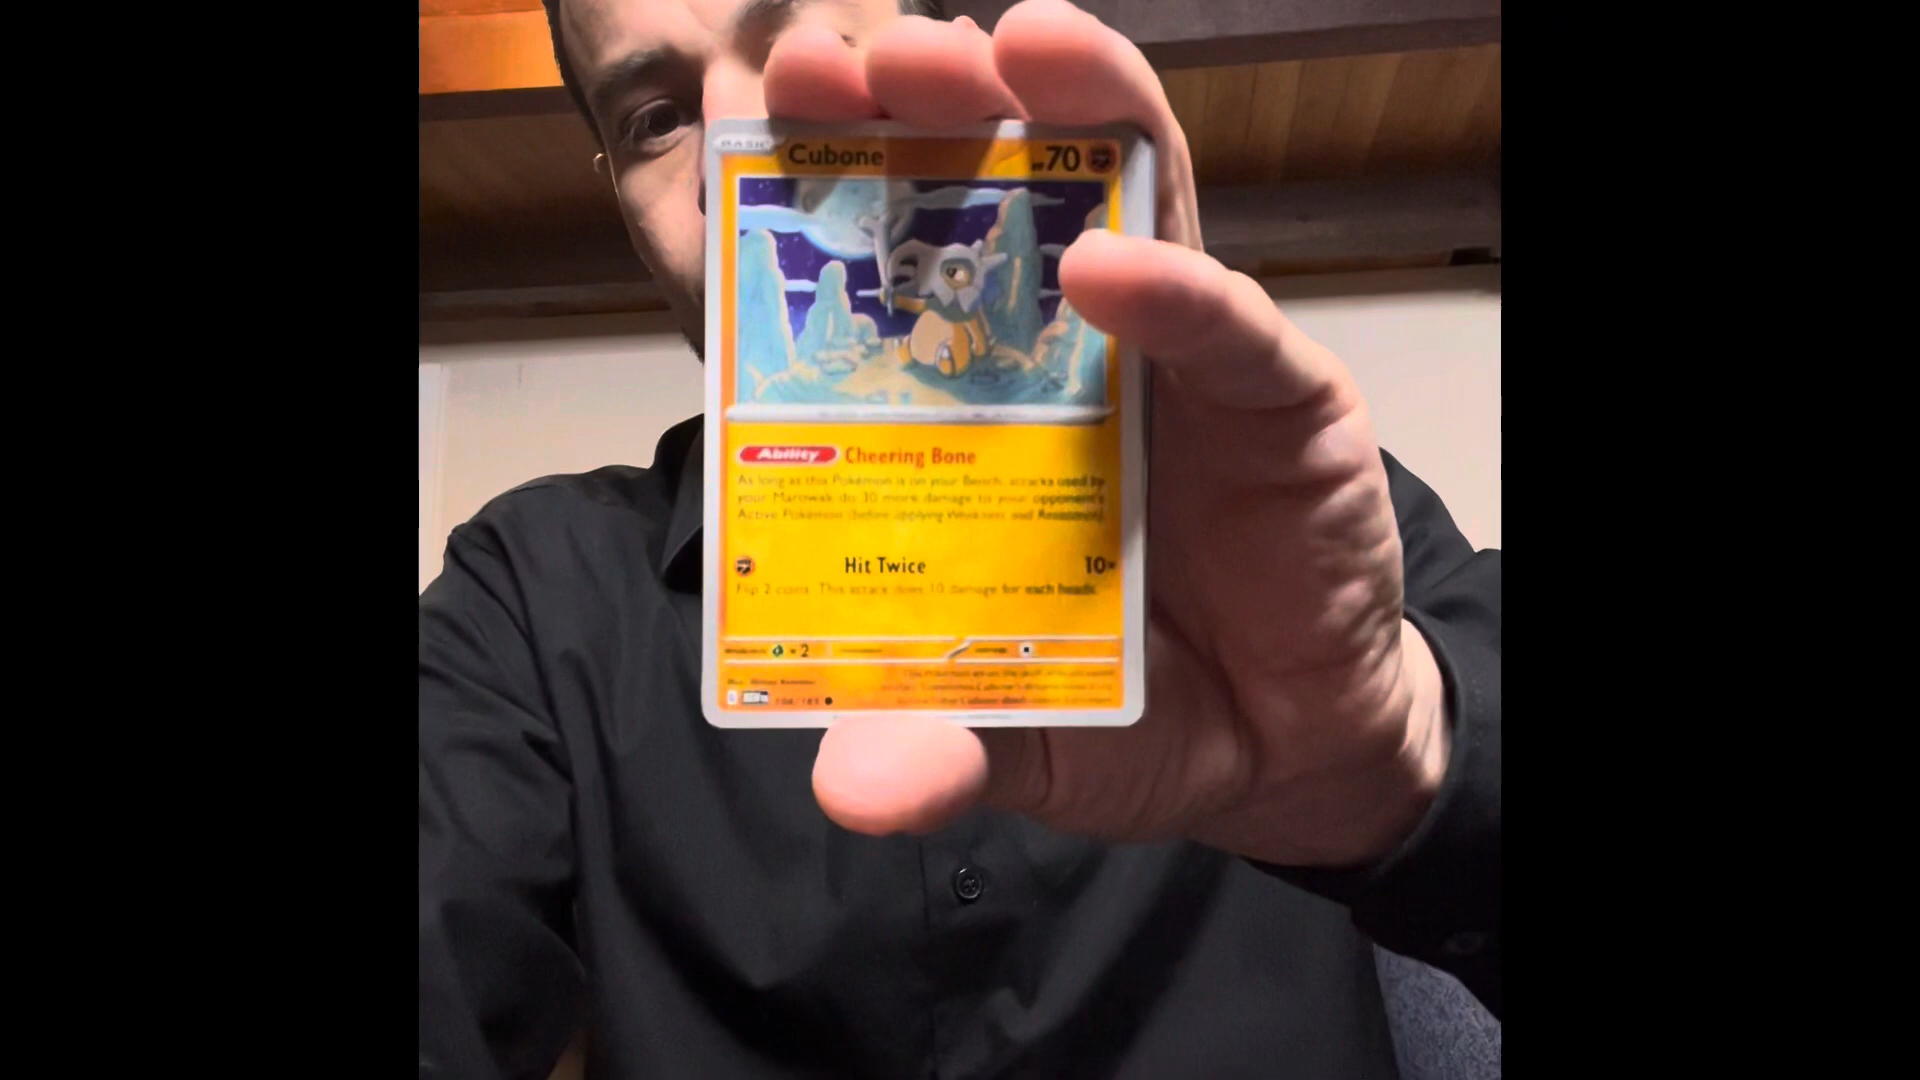 BASIC Cubone HP 70
Ability Cheering Bone
As long as this Pokémon is on your Bench, attacks used by
your Marowak do 30 more damage to your opponent's
Active Pokémon (before applying Weakness and Resistance).
Hit Twice 10×
Flip 2 coins. This attack does 10 damage for each heads.
×2